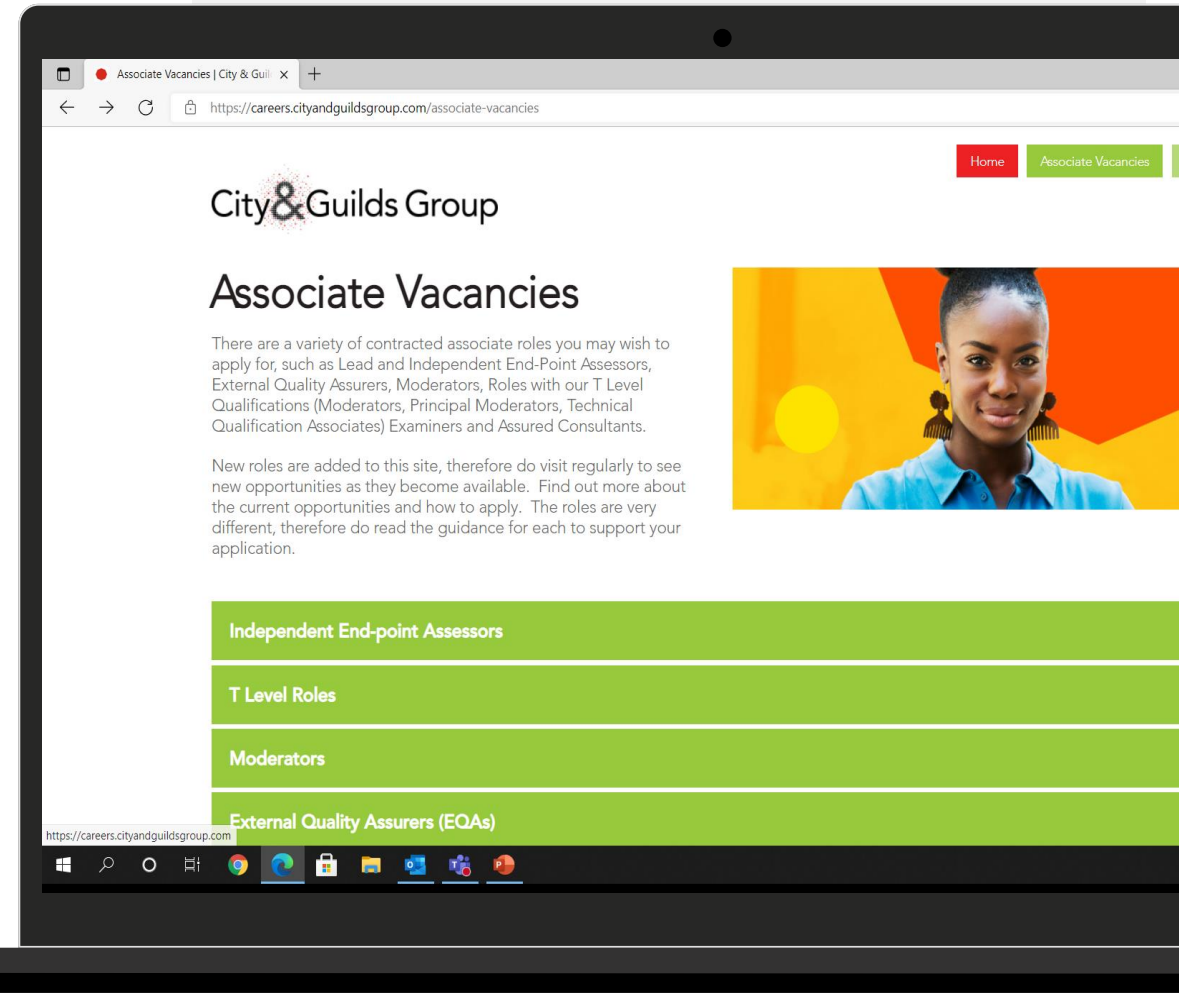 Associate Vacancies | City & Guil
https://careers.cityandguildsgroup.com/associate-vacancies
Home
Associate Vacancies
City&Guilds Group
Associate Vacancies
There are a variety of contracted associate roles you may wish to
apply for, such as Lead and Independent End-Point Assessors,
External Quality Assurers, Moderators, Roles with our T Level
Qualifications (Moderators, Principal Moderators, Technical
Qualification Associates) Examiners and Assured Consultants.
New roles are added to this site, therefore do visit regularly to see
new opportunities as they become available.  Find out more about
the current opportunities and how to apply.  The roles are very
different, therefore do read the guidance for each to support your
application.
Independent End-point Assessors
T Level Roles
Moderators
External Quality Assurers (EQAs)
https://careers.cityandguildsgroup.com